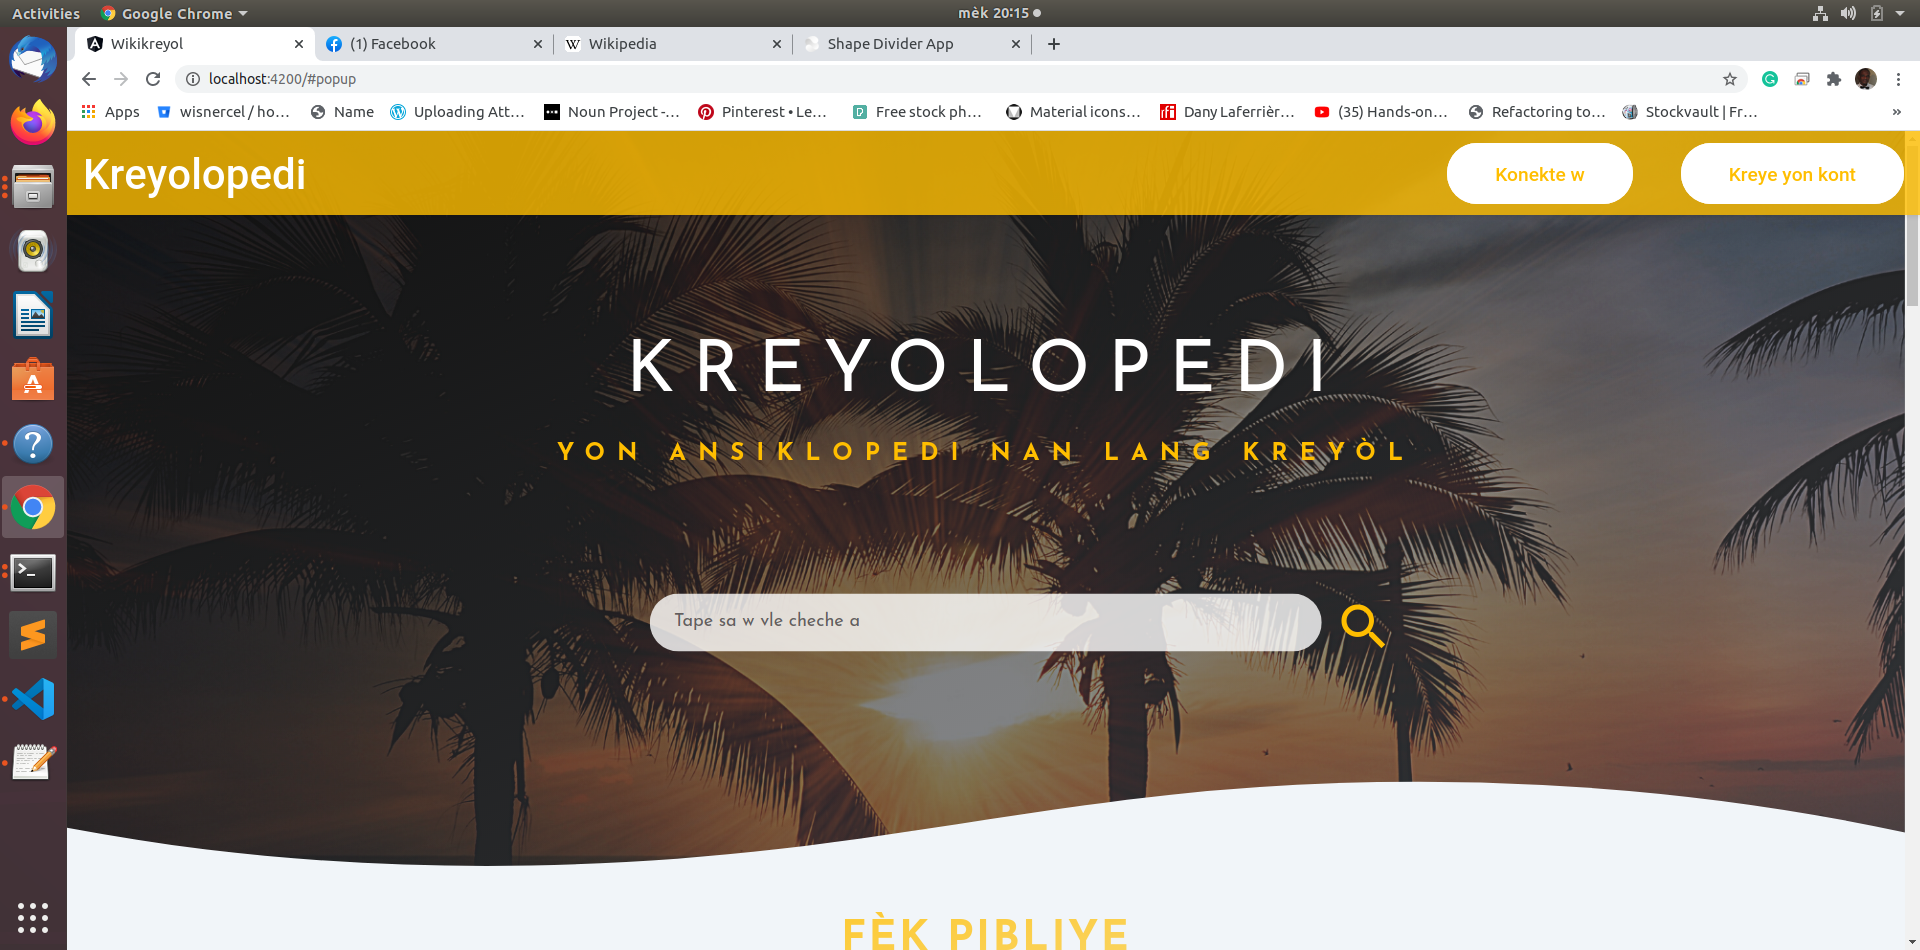 Activities Google Chrome mèk 20:15
Wikikreyol (1) Facebook Wikipedia Shape Divider App
localhost:4200/#popup
Apps wisnercel / ho... Name Uploading Att... Noun Project -... Pinterest • Le... Free stock ph... Material icons... Dany Laferrièr... (35) Hands-on... Refactoring to... Stockvault | Fr... »
Kreyolopedi Konekte w Kreye yon kont
KREYOLOPEDI
YON ANSIKLOPEDI NAN LANG KREYÒL
Tape sa w vle cheche a
FÈK PIBLIYE